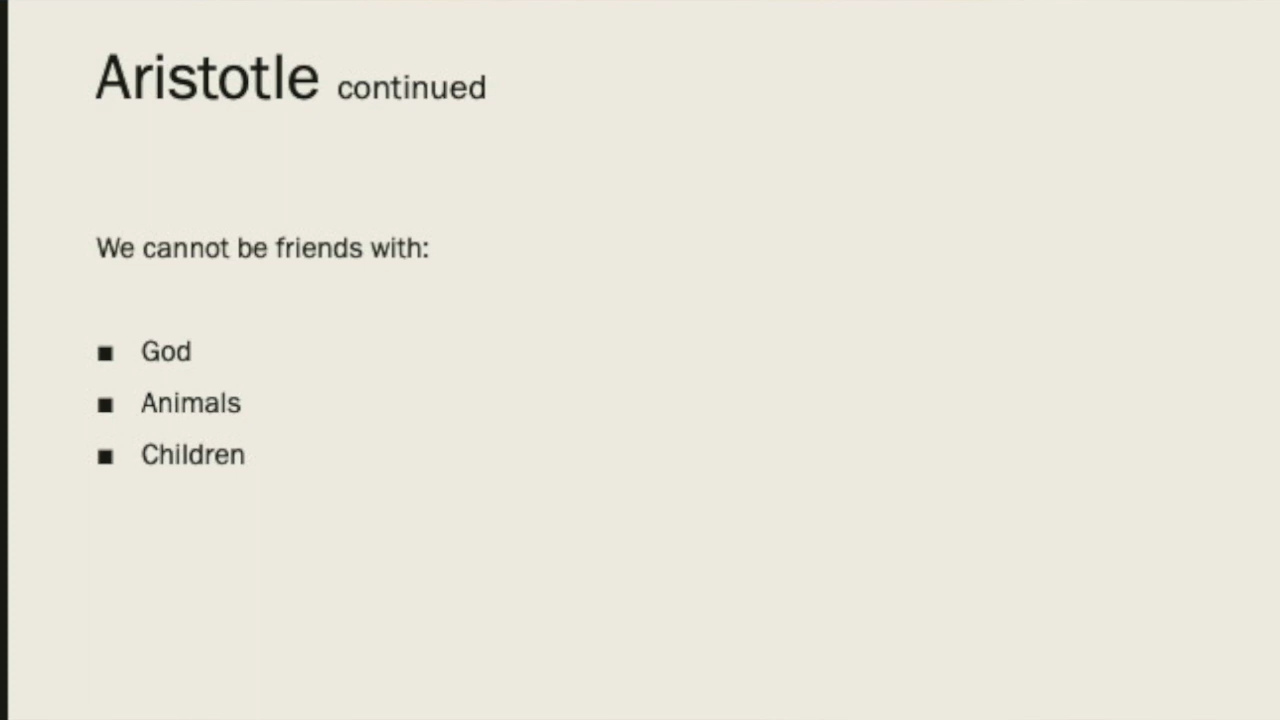 Aristotle continued
We cannot be friends with:
■ God
■ Animals
■ Children